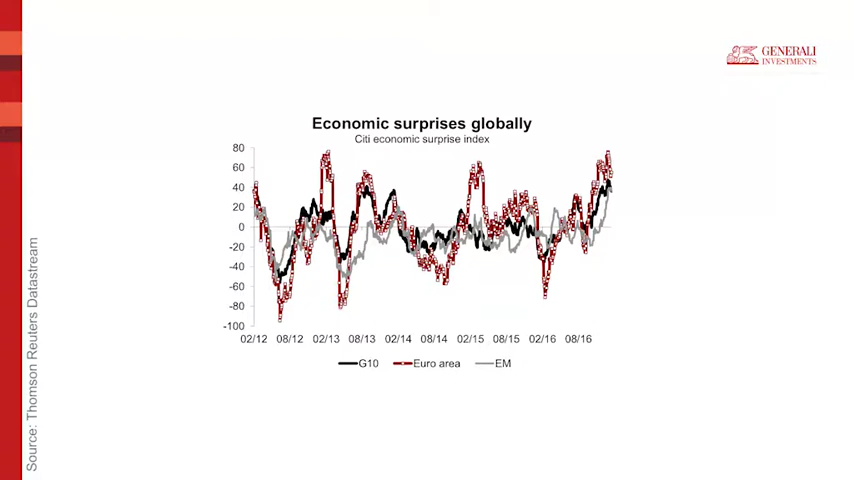 GENERALI
INVESTMENTS
Economic surprises globally
Citi economic surprise index
80
60
40
20
0
-20
-40
-60
-80
-100
02/12 08/12 02/13 08/13 02/14 08/14 02/15 08/15 02/16 08/16
G10 Euro area EM
Source: Thomson Reuters Datastream